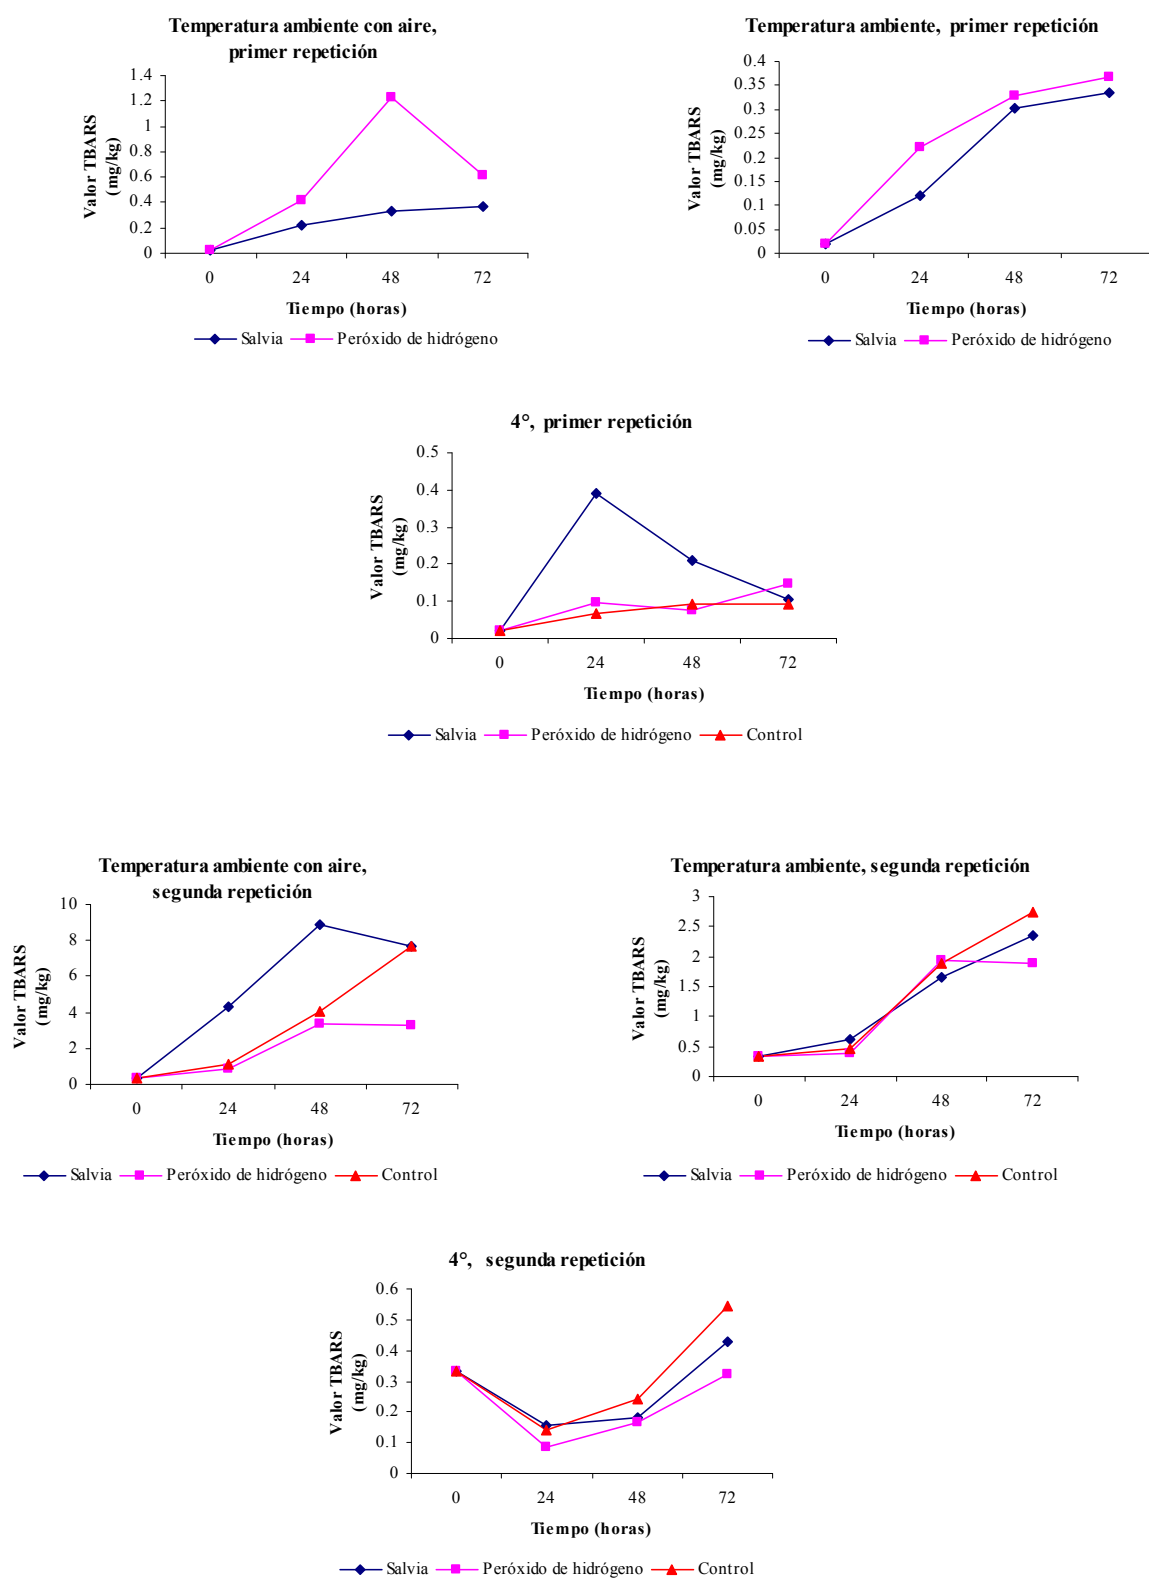 Temperatura ambiente con aire,
primer repetición
1.4
1.2
1
0.8
0.6
0.4
0.2
0
Valor TBARS
(mg/kg)
0 24 48 72
Tiempo (horas)
Salvia Peróxido de hidrógeno
Temperatura ambiente, primer repetición
0.4
0.35
0.3
0.25
0.2
0.15
0.1
0.05
0
Valor TBARS
(mg/kg)
0 24 48 72
Tiempo (horas)
Salvia Peróxido de hidrógeno
4°, primer repetición
0.5
0.4
0.3
0.2
0.1
0
Valor TBARS
(mg/kg)
0 24 48 72
Tiempo (horas)
Salvia Peróxido de hidrógeno Control
Temperatura ambiente con aire,
segunda repetición
10
8
6
4
2
0
Valor TBARS
(mg/kg)
0 24 48 72
Tiempo (horas)
Salvia Peróxido de hidrógeno Control
Temperatura ambiente, segunda repetición
3
2.5
2
1.5
1
0.5
0
Valor TBARS
(mg/kg)
0 24 48 72
Tiempo (horas)
Salvia Peróxido de hidrógeno Control
4°, segunda repetición
0.6
0.5
0.4
0.3
0.2
0.1
0
Valor TBARS
(mg/kg)
0 24 48 72
Tiempo (horas)
Salvia Peróxido de hidrógeno Control